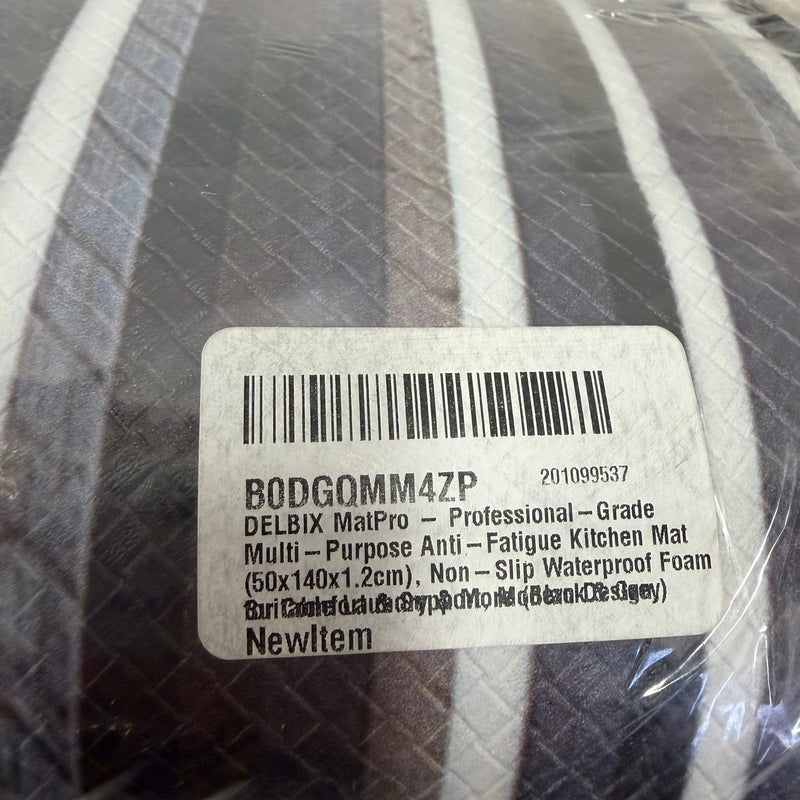 B0DGQMM4ZP 201099537
DELBIX MatPro – Professional–Grade
Multi–Purpose Anti–Fatigue Kitchen Mat
(50x140x1.2cm), Non–Slip Waterproof Foam
NewItem